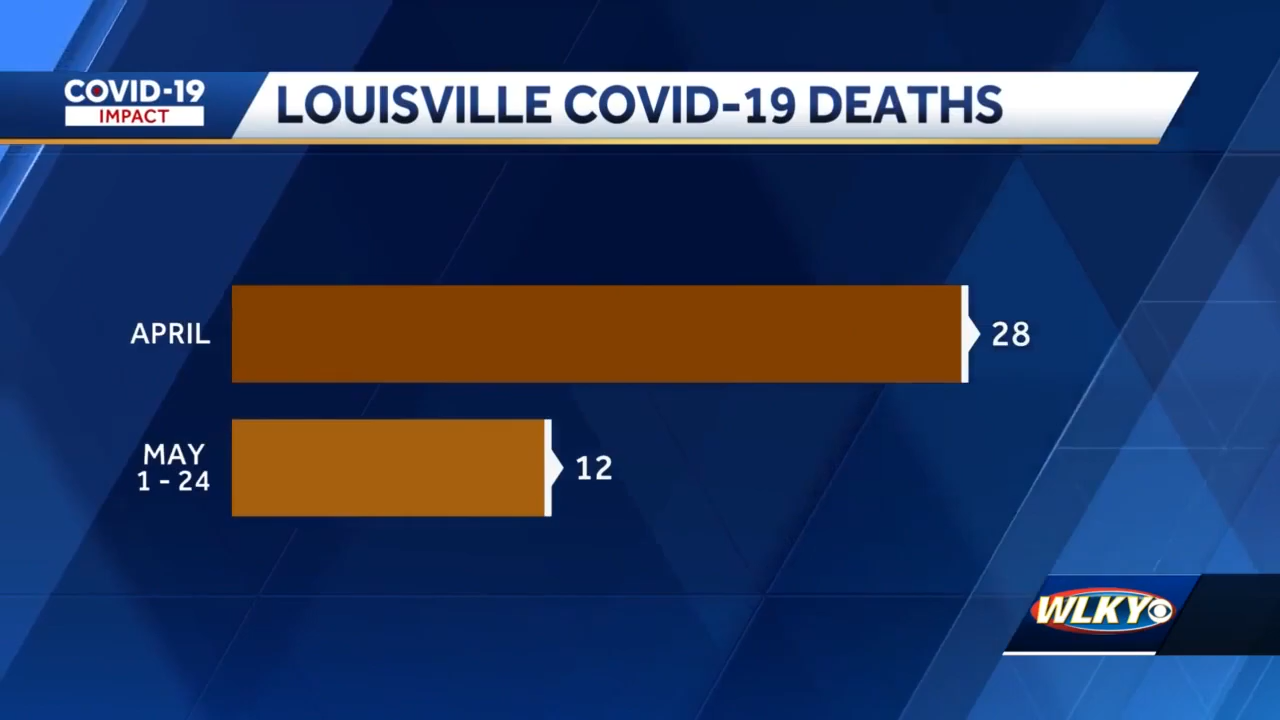 COVID-19
IMPACT
LOUISVILLE COVID-19 DEATHS
APRIL
28
MAY
1 - 24
12
WLKY